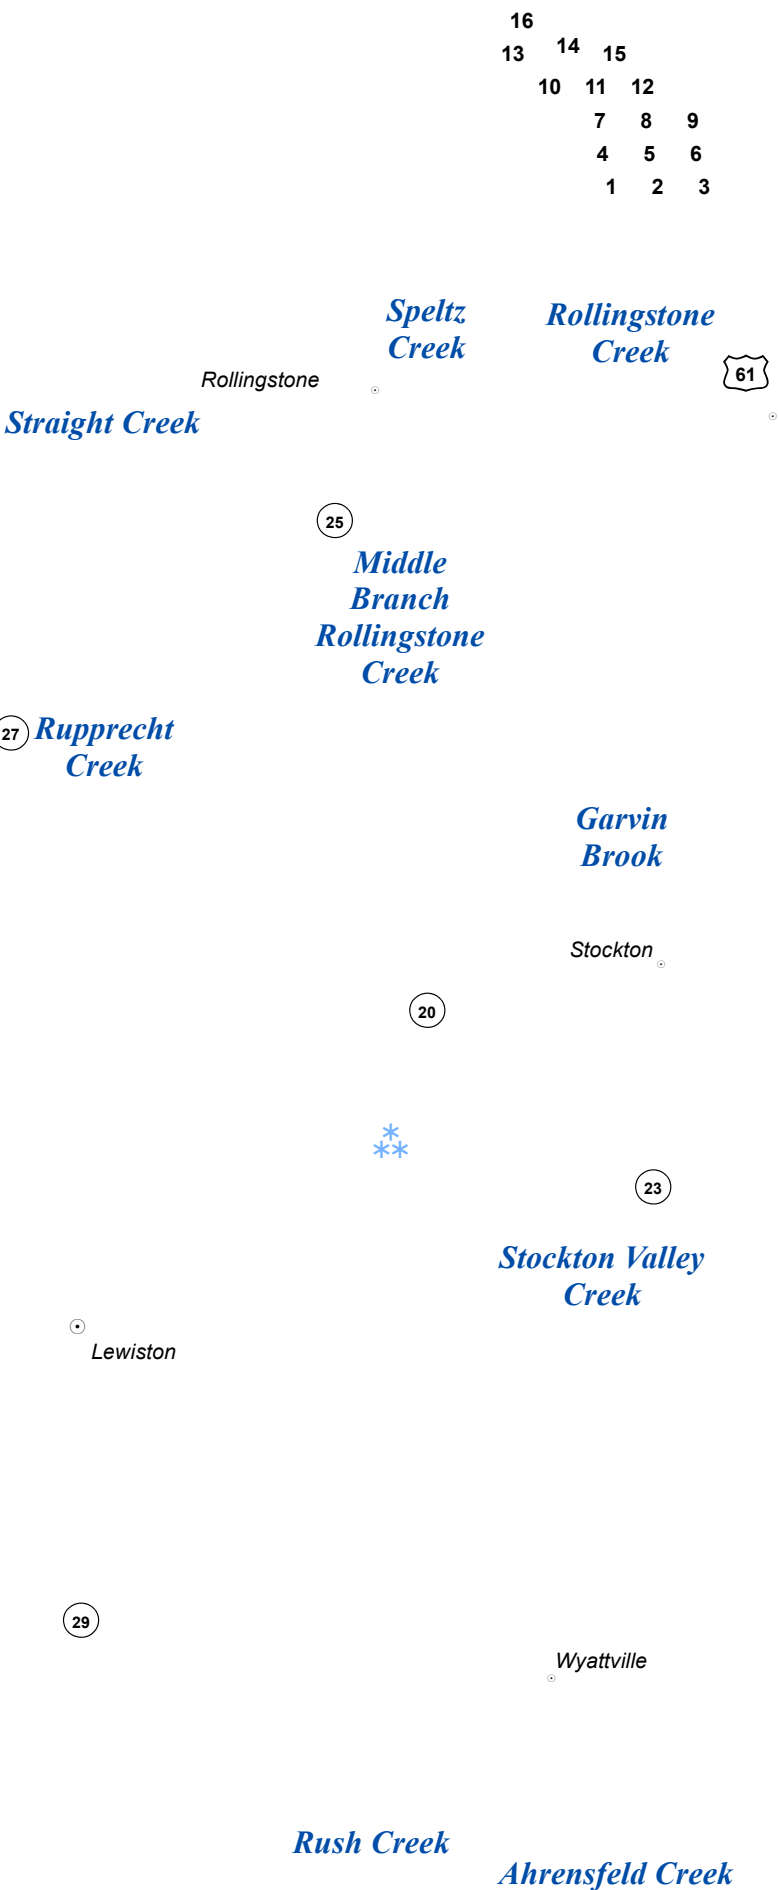 16
13 14 15
10 11 12
7 8 9
4 5 6
1 2 3
Speltz
Creek
Rollingstone
Creek
61
Rollingstone
Straight Creek
25
Middle
Branch
Rollingstone
Creek
27
Rupprecht
Creek
Garvin
Brook
Stockton
20
23
Stockton Valley
Creek
Lewiston
29
Wyattville
Rush Creek
Ahrensfeld Creek